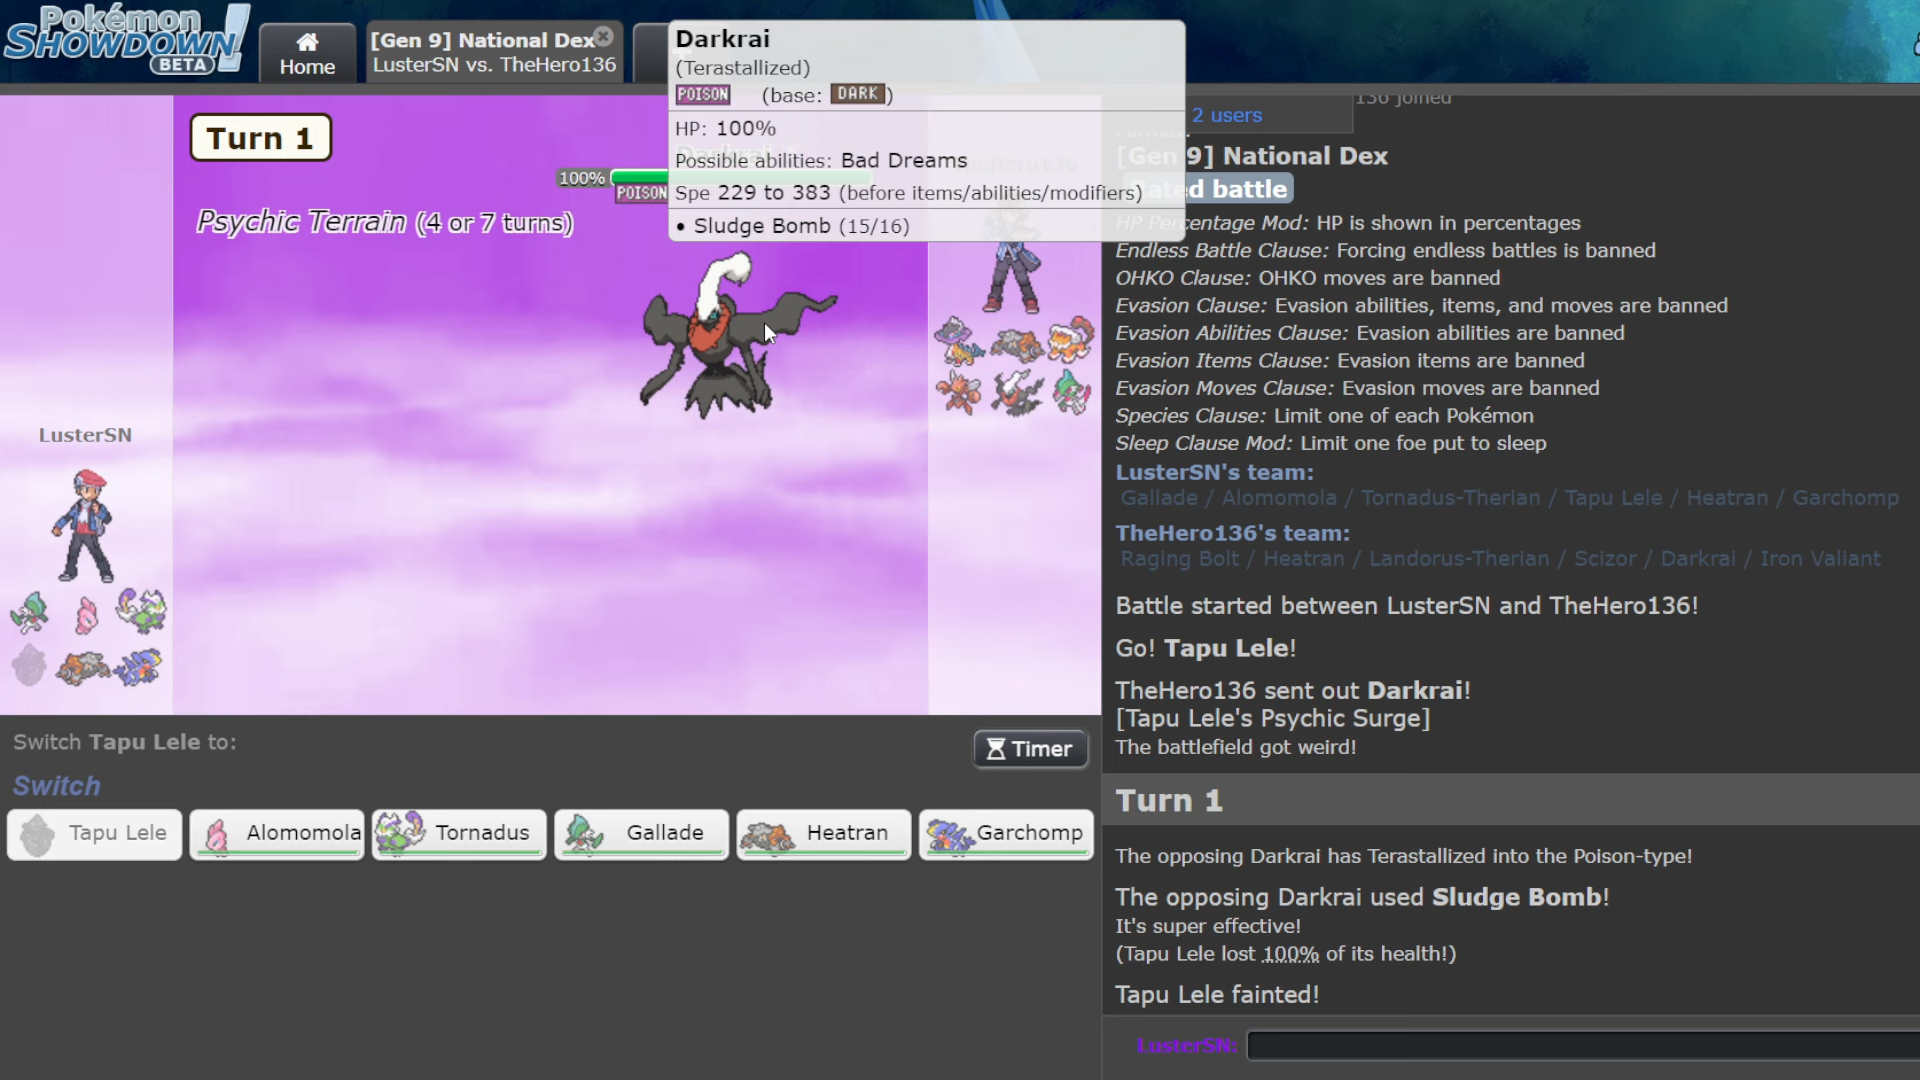 Pokémon
SHOWDOWN!
BETA
Home
[Gen 9] National Dex
LusterSN vs. TheHero136
Darkrai
(Terastallized)
POISON (base: DARK)
HP: 100%
Possible abilities: Bad Dreams
Spe 229 to 383 (before items/abilities/modifiers)
• Sludge Bomb (15/16)
Turn 1
100%
POISON
Psychic Terrain (4 or 7 turns)
LusterSN
Switch Tapu Lele to:
Timer
Switch
Tapu Lele
Alomomola
Tornadus
Gallade
Heatran
Garchomp
136 joined
2 users
Format:
[Gen 9] National Dex
Rated battle
HP Percentage Mod: HP is shown in percentages
Endless Battle Clause: Forcing endless battles is banned
OHKO Clause: OHKO moves are banned
Evasion Clause: Evasion abilities, items, and moves are banned
Evasion Abilities Clause: Evasion abilities are banned
Evasion Items Clause: Evasion items are banned
Evasion Moves Clause: Evasion moves are banned
Species Clause: Limit one of each Pokémon
Sleep Clause Mod: Limit one foe put to sleep
LusterSN's team:
Gallade / Alomomola / Tornadus-Therian / Tapu Lele / Heatran / Garchomp
TheHero136's team:
Raging Bolt / Heatran / Landorus-Therian / Scizor / Darkrai / Iron Valiant
Battle started between LusterSN and TheHero136!
Go! Tapu Lele!
TheHero136 sent out Darkrai!
[Tapu Lele's Psychic Surge]
The battlefield got weird!
Turn 1
The opposing Darkrai has Terastallized into the Poison-type!
The opposing Darkrai used Sludge Bomb!
It's super effective!
(Tapu Lele lost 100% of its health!)
Tapu Lele fainted!
LusterSN: